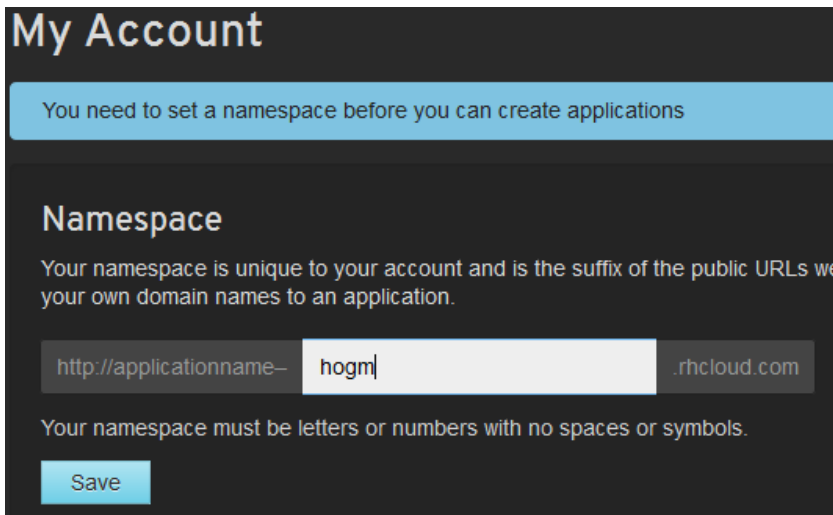 My Account
You need to set a namespace before you can create applications
Namespace
Your namespace is unique to your account and is the suffix of the public URLs we
your own domain names to an application.
http://applicationname– hogm .rhcloud.com
Your namespace must be letters or numbers with no spaces or symbols.
Save